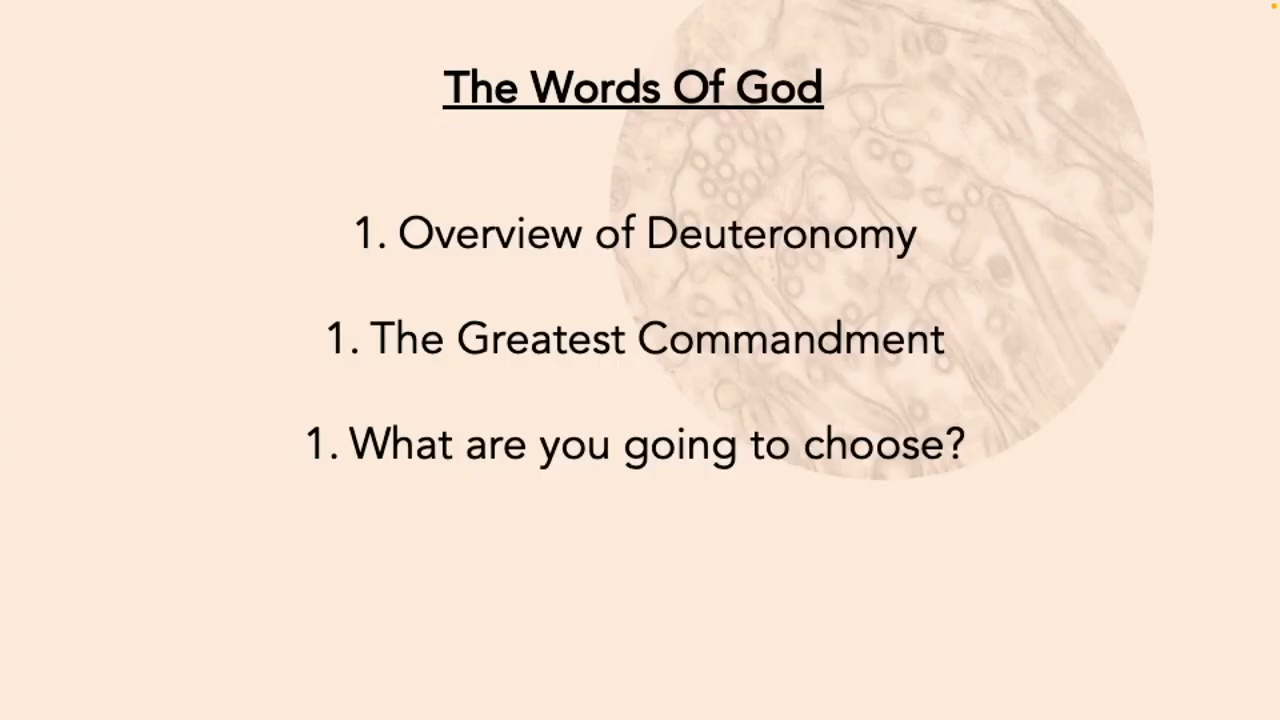 The Words Of God
1. Overview of Deuteronomy
1. The Greatest Commandment
1. What are you going to choose?